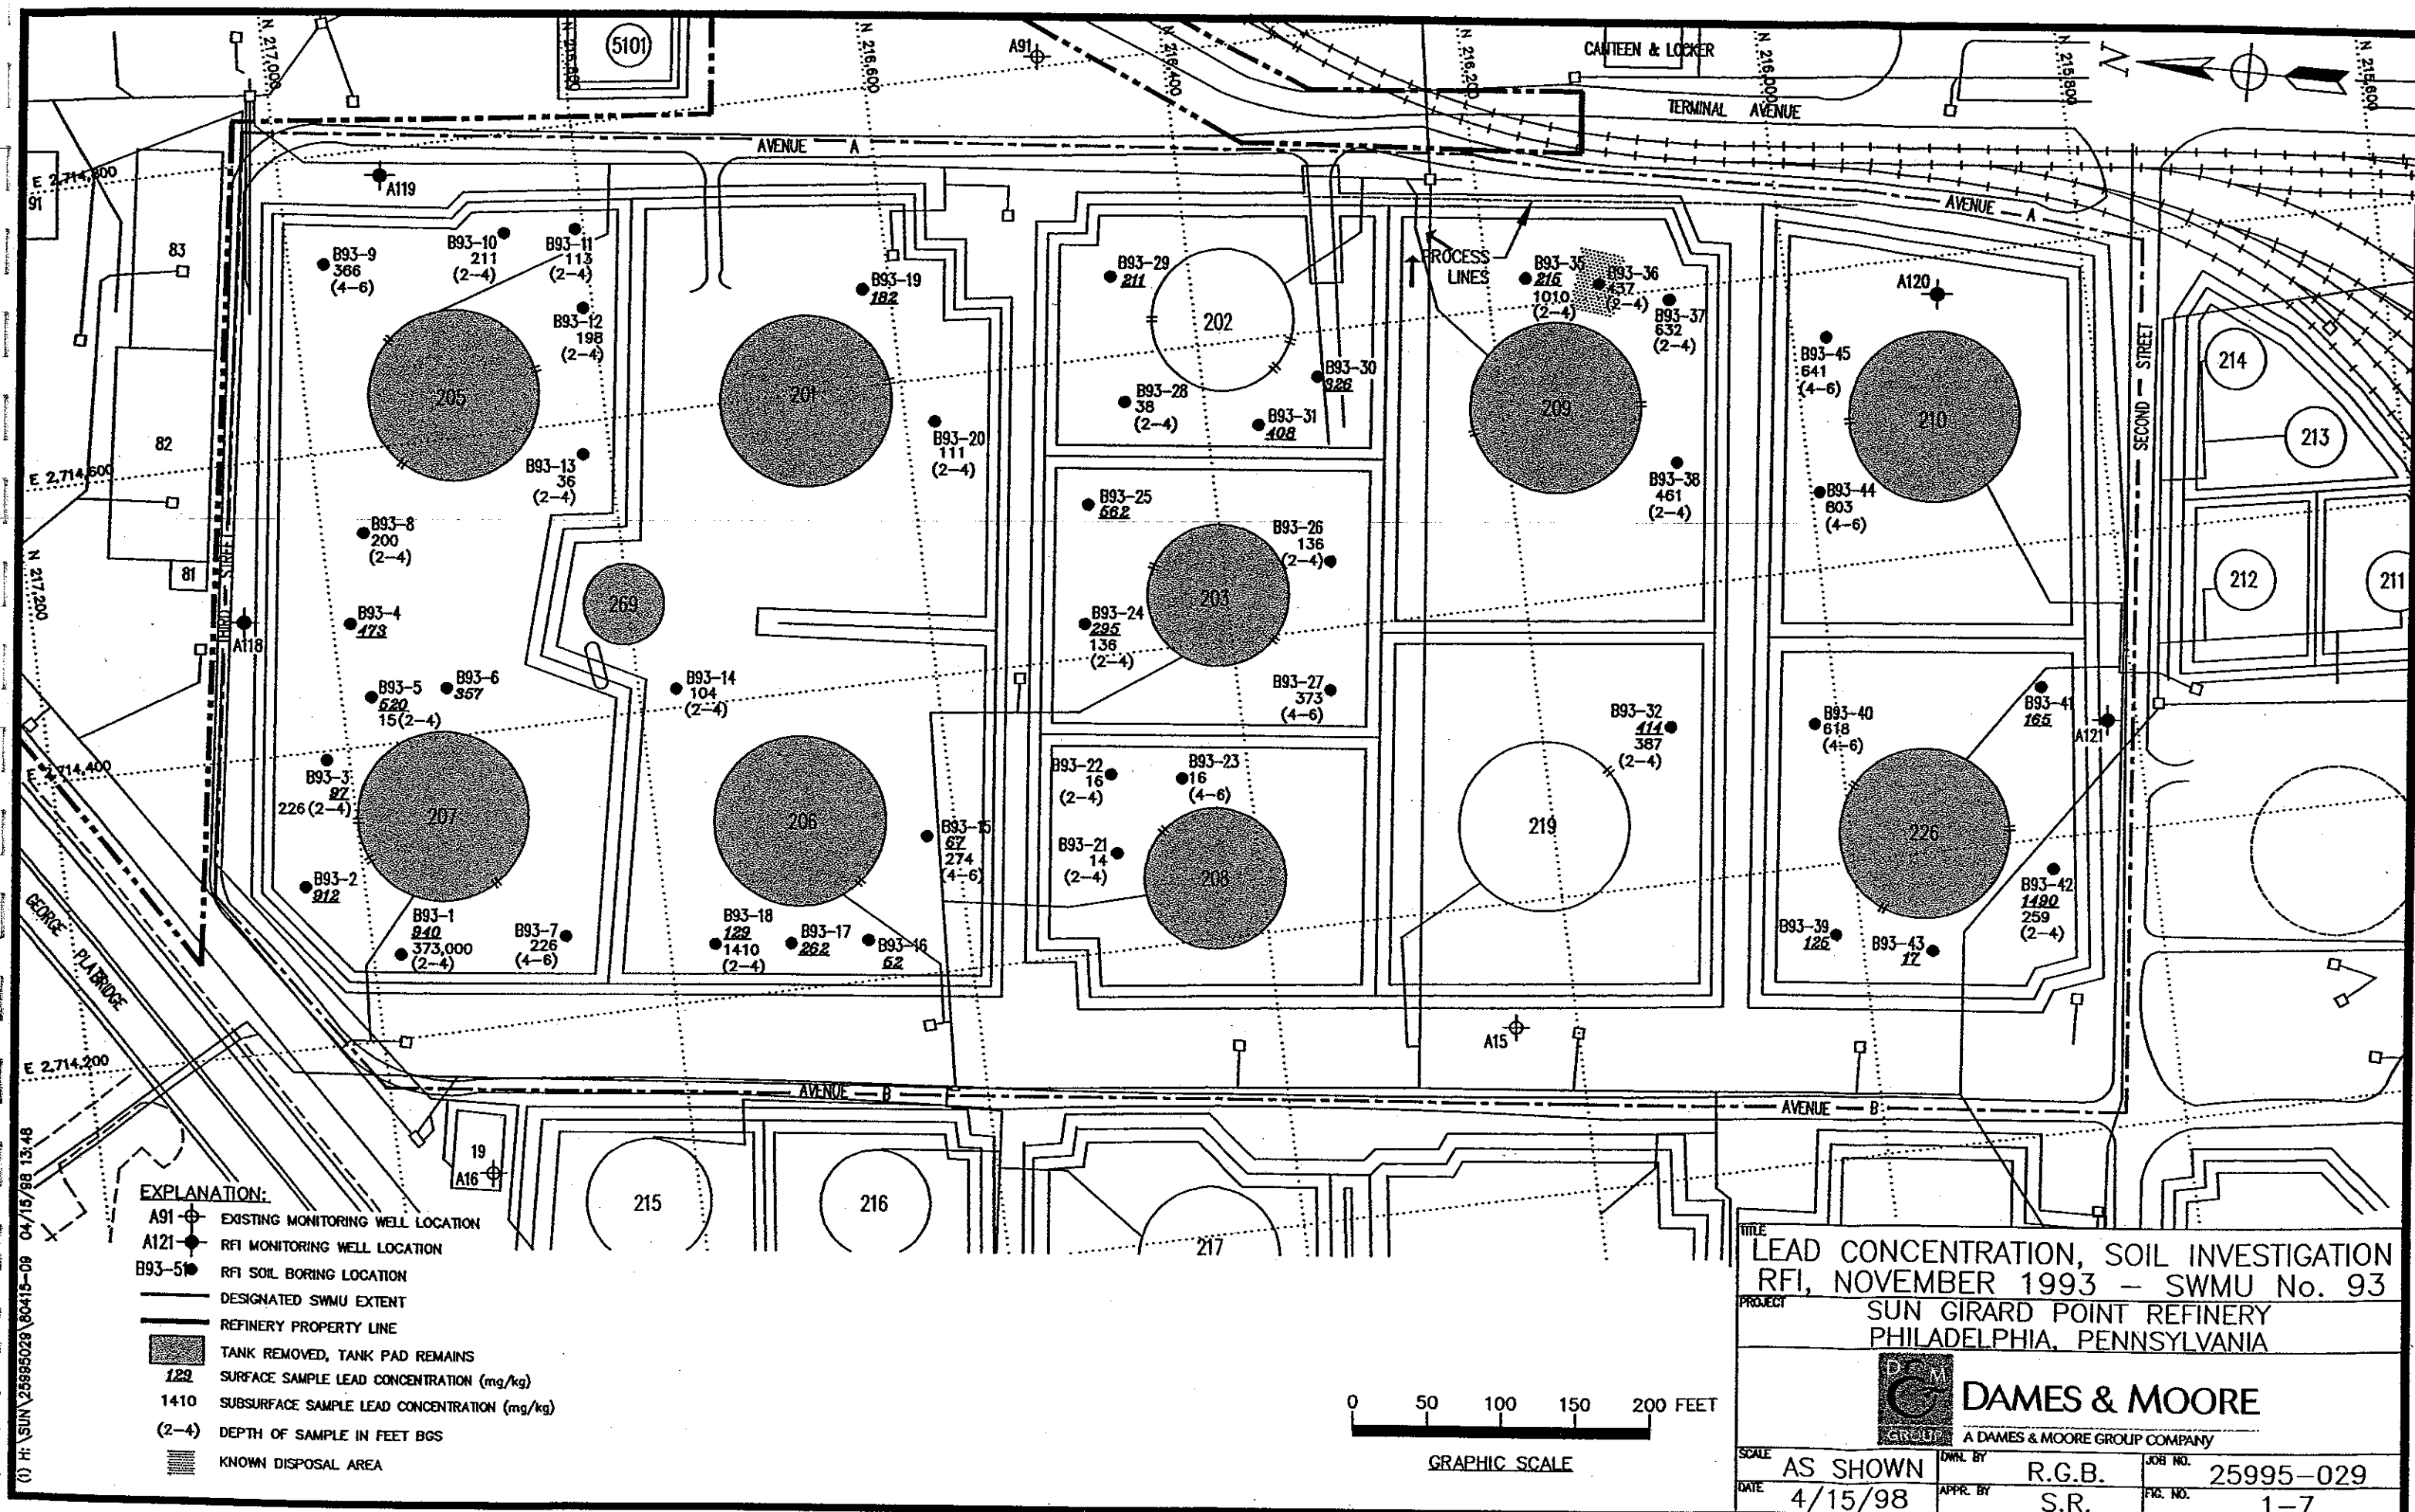 N 217,000
N 216,600
N 216,400
N 216,200
N 216,000
N 215,800
N 215,600
N
5101
A91
CANTEEN & LOCKER
TERMINAL AVENUE
AVENUE A
AVENUE A
E 2,714,800
91
83
82
81
A119
B93-9
366
(4-6)
B93-10
211
(2-4)
B93-11
113
(2-4)
B93-12
198
(2-4)
B93-13
36
(2-4)
B93-19
182
B93-20
111
(2-4)
205
201
B93-29
211
202
B93-28
38
(2-4)
B93-30
326
B93-31
408
PROCESS
LINES
B93-35
215
1010
(2-4)
B93-36
437
(2-4)
B93-37
632
(2-4)
209
B93-38
461
(2-4)
A120
B93-45
641
(4-6)
210
B93-44
803
(4-6)
SECOND STREET
214
213
212
211
E 2,714,600
N 217,200
THIRD STREET
A118
B93-8
200
(2-4)
B93-4
473
B93-5
520
15(2-4)
B93-6
357
269
B93-14
104
(2-4)
B93-25
562
B93-26
136
(2-4)
203
B93-24
295
136
(2-4)
B93-27
373
(4-6)
B93-32
414
387
(2-4)
B93-40
618
(4-6)
B93-41
165
A121
E 2,714,400
B93-3
97
226 (2-4)
207
206
B93-15
67
274
(4-6)
B93-22
16
(2-4)
B93-23
16
(4-6)
B93-21
14
(2-4)
208
219
226
B93-2
912
B93-1
940
373,000
(2-4)
B93-7
226
(4-6)
B93-18
129
1410
(2-4)
B93-17
262
B93-16
52
B93-39
125
B93-43
17
B93-42
1490
259
(2-4)
GEORGE PLABRIDGE
E 2,714,200
A15
AVENUE B
AVENUE B
19
A16
215
216
217
(1) H: \SUN\25995029\80415-09 04/15/98 13:48
EXPLANATION:
A91 EXISTING MONITORING WELL LOCATION
A121 RFI MONITORING WELL LOCATION
B93-51 RFI SOIL BORING LOCATION
DESIGNATED SWMU EXTENT
REFINERY PROPERTY LINE
TANK REMOVED, TANK PAD REMAINS
129 SURFACE SAMPLE LEAD CONCENTRATION (mg/kg)
1410 SUBSURFACE SAMPLE LEAD CONCENTRATION (mg/kg)
(2-4) DEPTH OF SAMPLE IN FEET BGS
KNOWN DISPOSAL AREA
0 50 100 150 200 FEET
GRAPHIC SCALE
TITLE
LEAD CONCENTRATION, SOIL INVESTIGATION
RFI, NOVEMBER 1993 - SWMU No. 93
PROJECT
SUN GIRARD POINT REFINERY
PHILADELPHIA, PENNSYLVANIA
D & M
GROUP
DAMES & MOORE
A DAMES & MOORE GROUP COMPANY
SCALE AS SHOWN
DWN. BY R.G.B.
JOB NO. 25995-029
DATE 4/15/98
APPR. BY S.R.
FIG. NO. 1-7